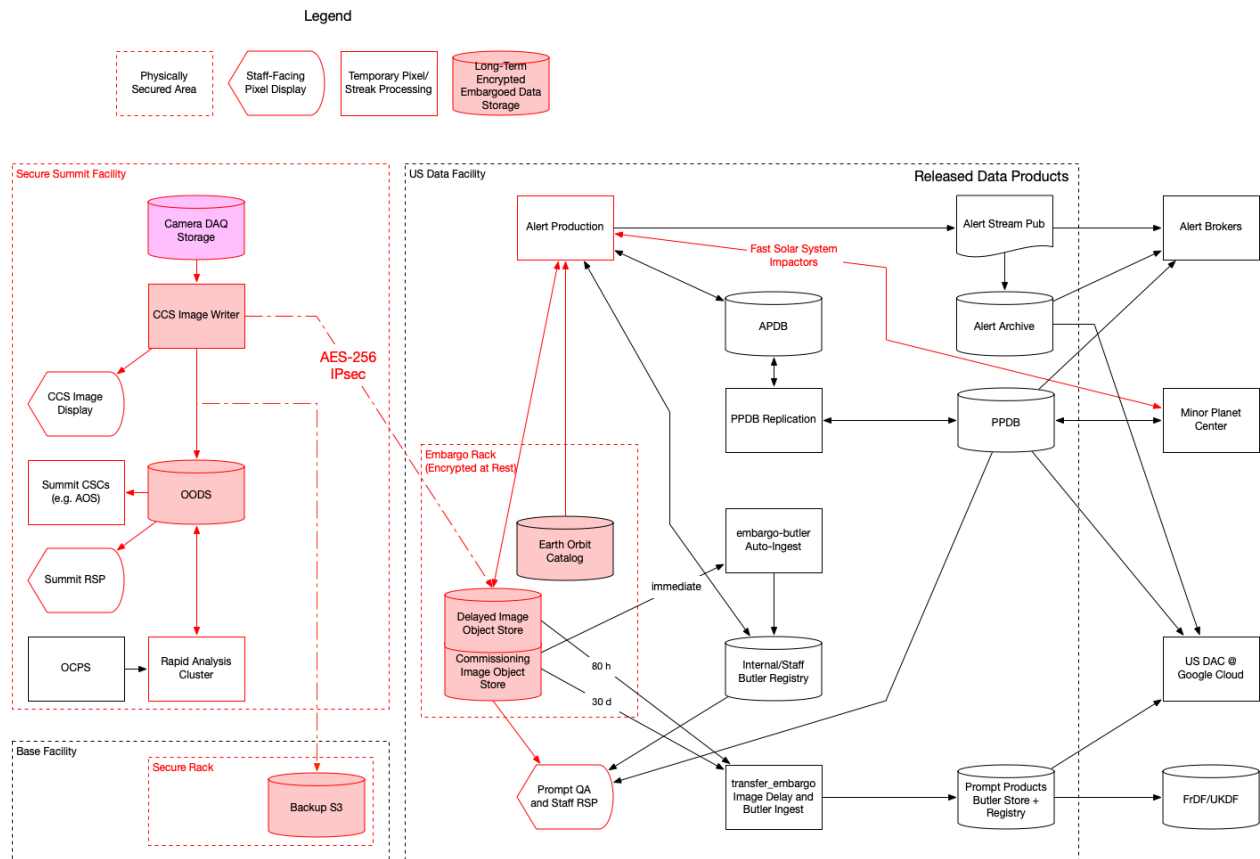 Legend
Physically
Secured Area
Staff-Facing
Pixel Display
Temporary Pixel/
Streak Processing
Long-Term
Encrypted
Embargoed Data
Storage
Secure Summit Facility
Camera DAQ
Storage
CCS Image Writer
CCS Image
Display
Summit CSCs
(e.g. AOS)
OODS
Summit RSP
OCPS
Rapid Analysis
Cluster
AES-256
IPsec
Base Facility
Secure Rack
Backup S3
US Data Facility
Released Data Products
Alert Production
Alert Stream Pub
Alert Brokers
Fast Solar System
Impactors
APDB
Alert Archive
PPDB Replication
PPDB
Minor Planet
Center
Embargo Rack
(Encrypted at Rest)
Earth Orbit
Catalog
embargo-butler
Auto-Ingest
immediate
Delayed Image
Object Store
Commissioning
Image Object
Store
80 h
30 d
Internal/Staff
Butler Registry
US DAC @
Google Cloud
Prompt QA
and Staff RSP
transfer_embargo
Image Delay and
Butler Ingest
Prompt Products
Butler Store +
Registry
FrDF/UKDF